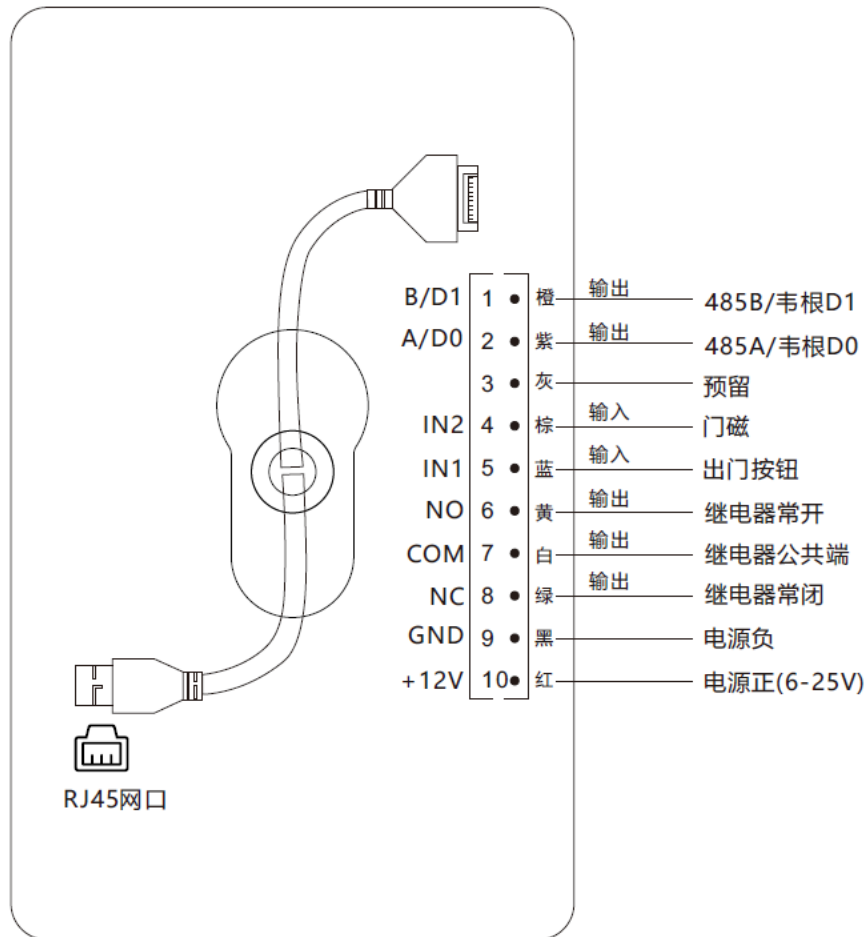 B/D1 1 橙 输出 485B/韦根D1
A/D0 2 紫 输出 485A/韦根D0
3 灰 预留
IN2 4 棕 输入 门磁
IN1 5 蓝 输入 出门按钮
NO 6 黄 输出 继电器常开
COM 7 白 输出 继电器公共端
NC 8 绿 输出 继电器常闭
GND 9 黑 电源负
+12V 10 红 电源正(6-25V)
RJ45网口